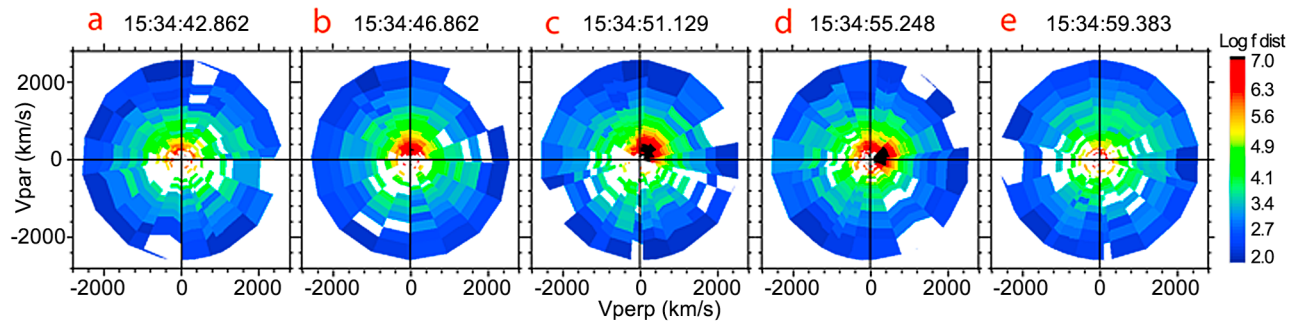 a 15:34:42.862 b 15:34:46.862 c 15:34:51.129 d 15:34:55.248 e 15:34:59.383
Log f dist
7.0
6.3
5.6
4.9
4.1
3.4
2.7
2.0
Vpar (km/s)
2000
0
-2000
-2000 0 2000 -2000 0 2000 -2000 0 2000 -2000 0 2000 -2000 0 2000
Vperp (km/s)